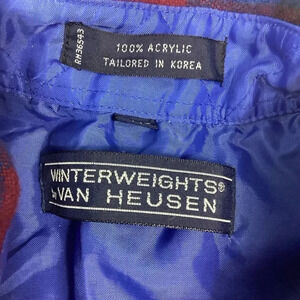 RN36543
100% ACRYLIC
TAILORED IN KOREA
WINTERWEIGHTS®
by VAN HEUSEN